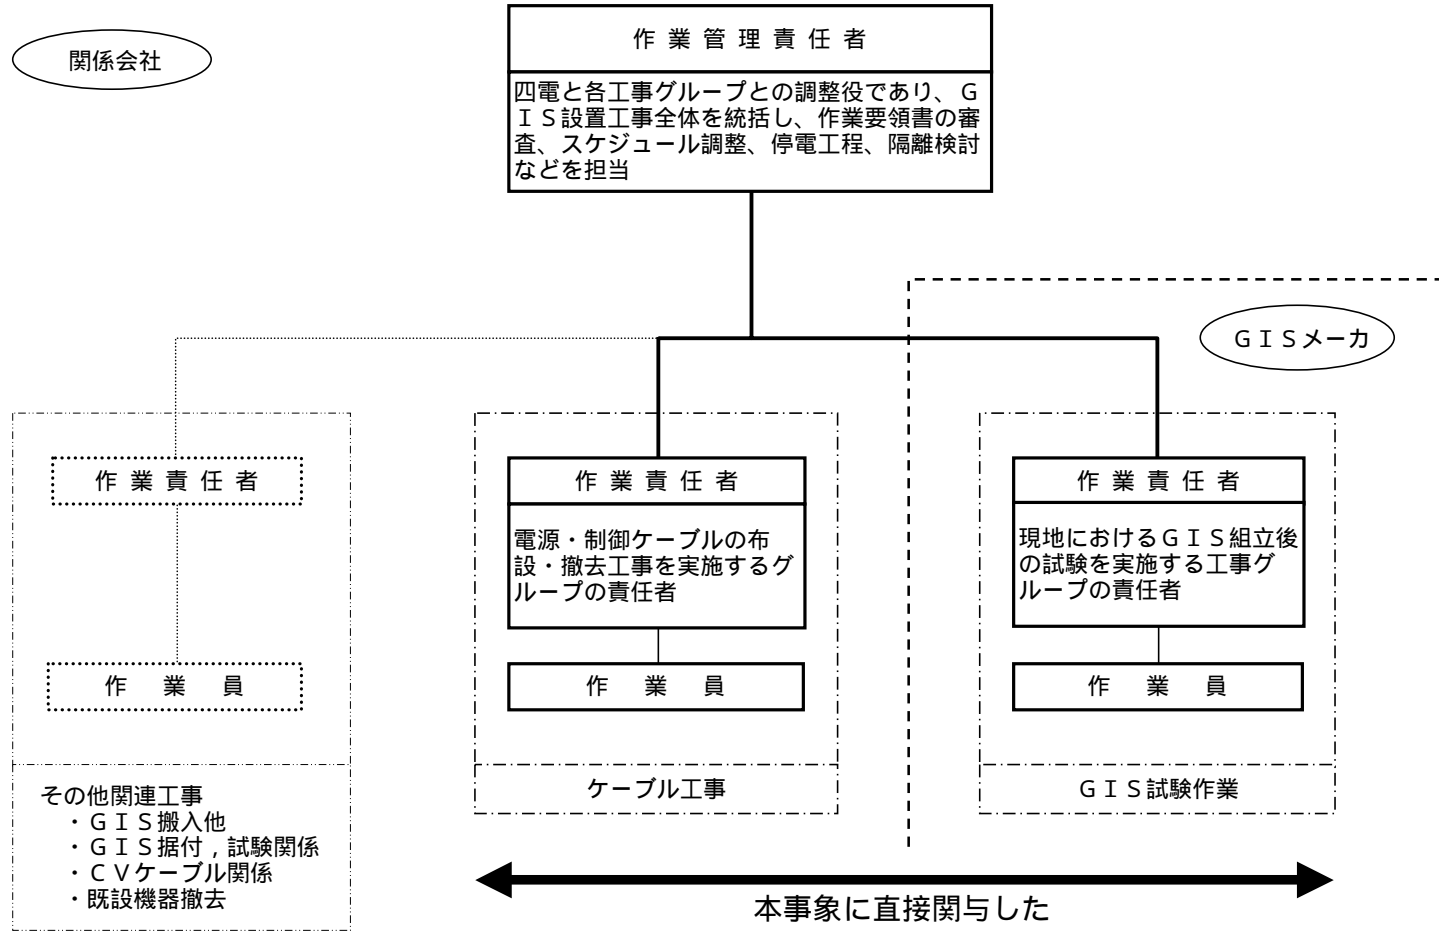 関係会社
作業管理責任者
四電と各工事グループとの調整役であり、Ｇ
ＩＳ設置工事全体を統括し、作業要領書の審
査、スケジュール調整、停電工程、隔離検討
などを担当
ＧＩＳメーカ
作業責任者
作業員
その他関連工事
・ＧＩＳ搬入他
・ＧＩＳ据付，試験関係
・ＣＶケーブル関係
・既設機器撤去
作業責任者
電源・制御ケーブルの布
設・撤去工事を実施するグ
ループの責任者
作業員
ケーブル工事
作業責任者
現地におけるＧＩＳ組立後
の試験を実施する工事グ
ループの責任者
作業員
ＧＩＳ試験作業
本事象に直接関与した